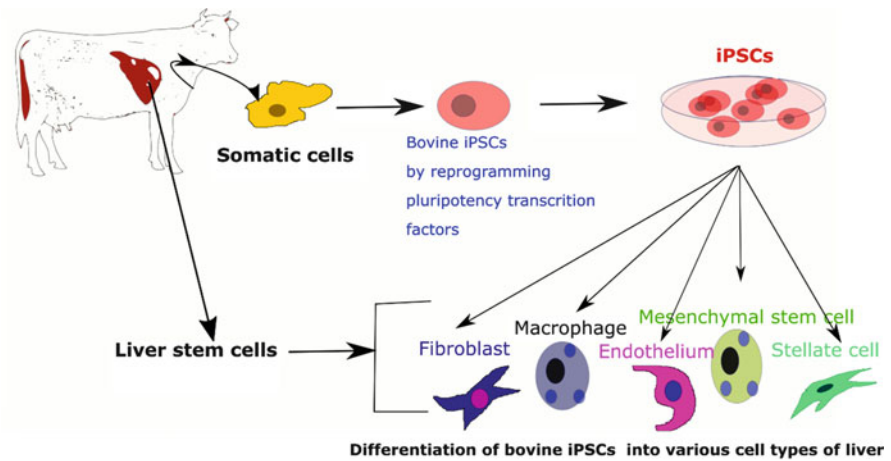 iPSCs
Somatic cells
Bovine iPSCs
by reprogramming
pluripotency transcrition
factors
Liver stem cells
Fibroblast
Macrophage
Endothelium
Mesenchymal stem cell
Stellate cell
Differentiation of bovine iPSCs into various cell types of liver